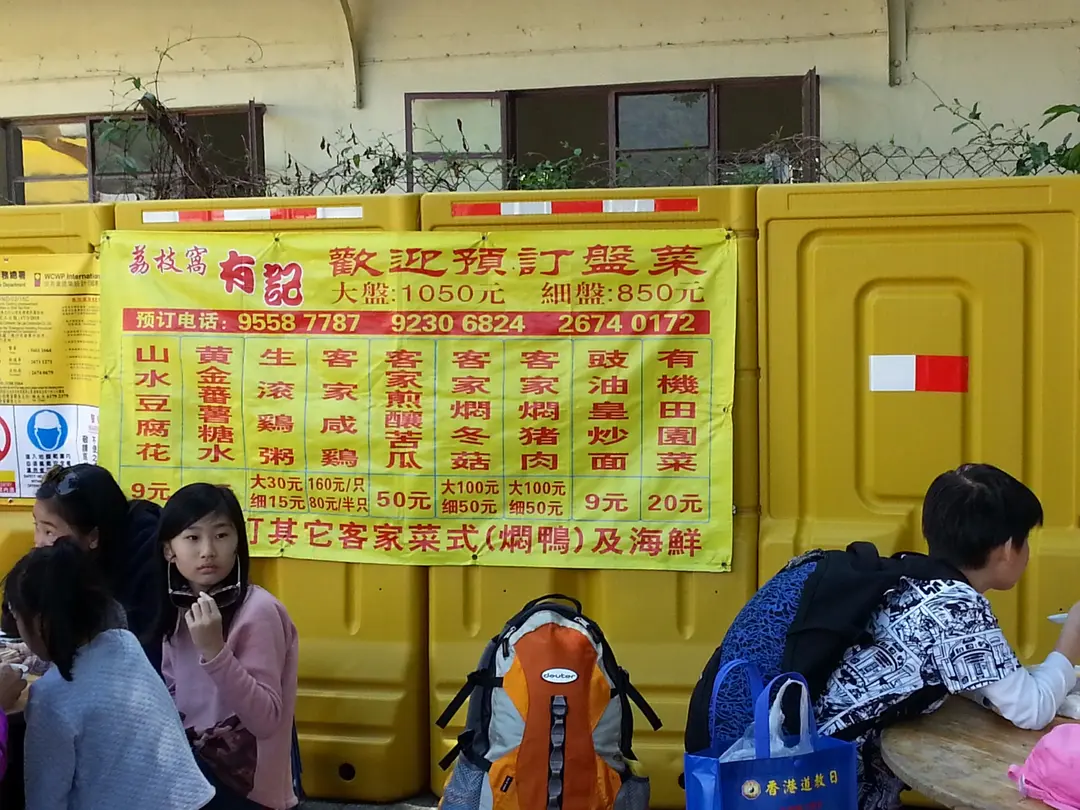 荔枝窩
有記
歡迎預訂盤菜
大盤:1050元 細盤:850元
预订电话: 9558 7787 9230 6824 2674 0172
山水豆腐花
9元
黄金蕃薯糖水
生滚鷄粥
大30元
细15元
客家咸鷄
160元/只
80元/半只
客家煎釀苦瓜
50元
客家燜冬菇
大100元
细50元
客家燜猪肉
大100元
细50元
豉油皇炒面
9元
有機田園菜
20元
订其它客家菜式(燜鴨)及海鮮
WCWP International
deuter
香港道教日